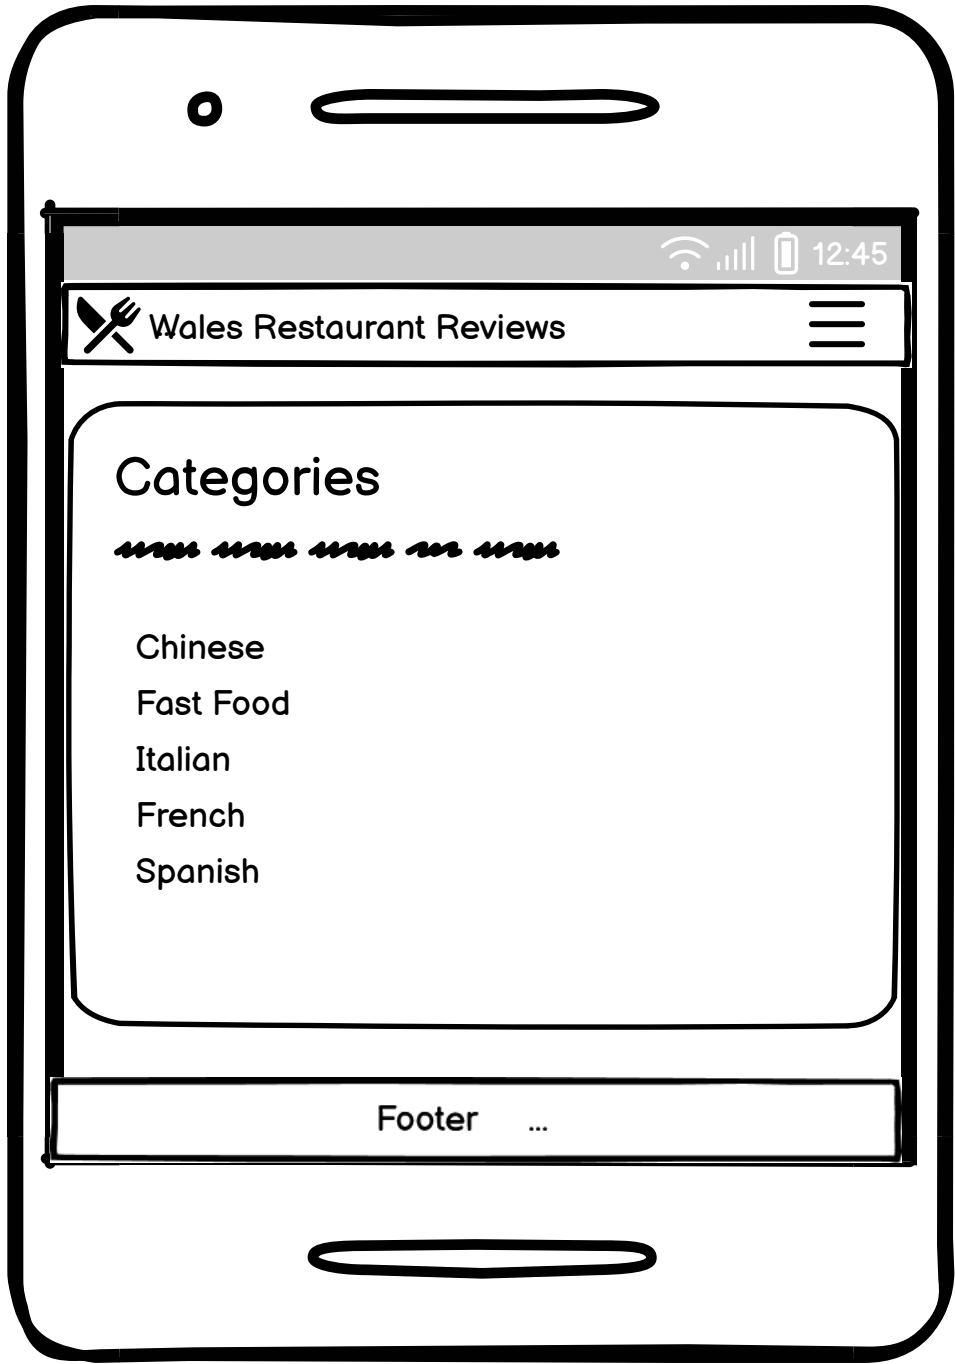 12:45
Wales Restaurant Reviews
Categories
Chinese
Fast Food
Italian
French
Spanish
Footer ...